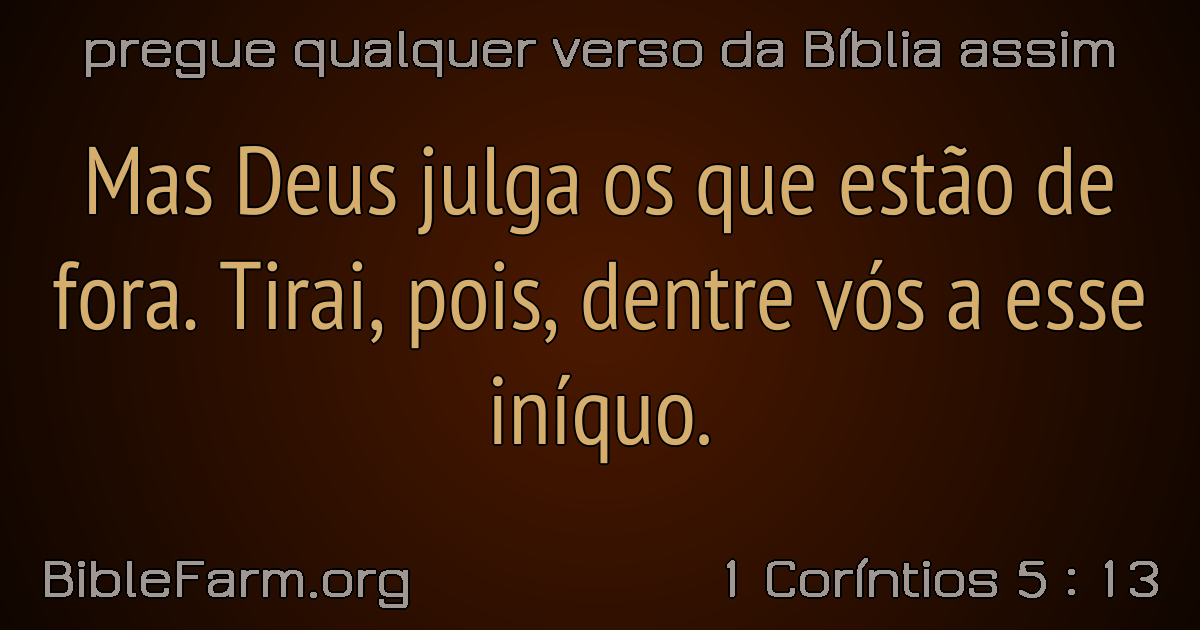 pregue qualquer verso da Bíblia assim
Mas Deus julga os que estão de
fora. Tirai, pois, dentre vós a esse
iníquo.
BibleFarm.org
1 Coríntios 5 : 13